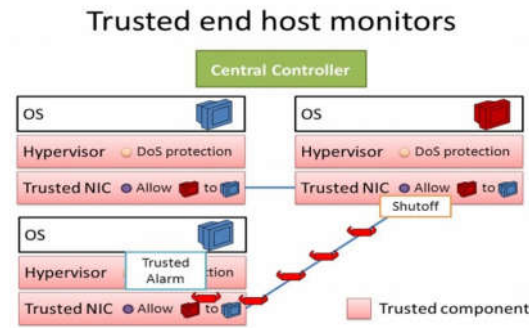 Trusted end host monitors
Central Controller
OS
Hypervisor DoS protection
Trusted NIC Allow to
OS
Hypervisor DoS protection
Trusted NIC Allow to
Shutoff
OS
Hypervisor ction
Trusted
Alarm
Trusted NIC Allow to
Trusted component